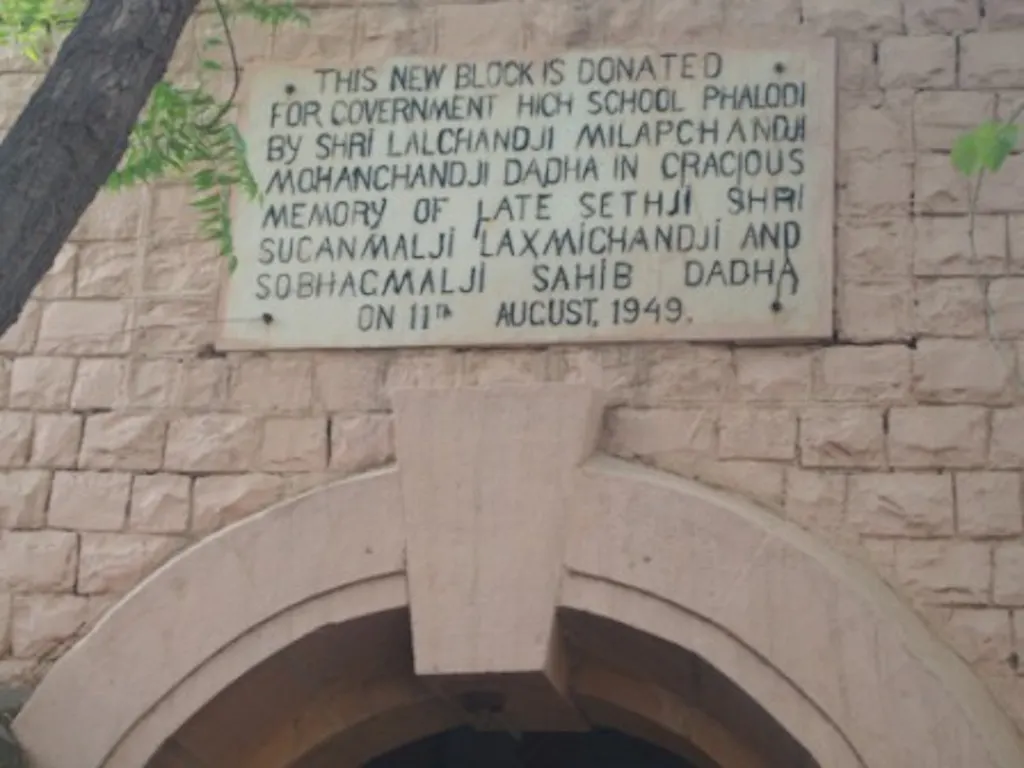 THIS NEW BLOCK IS DONATED
FOR GOVERNMENT HIGH SCHOOL PHALODI
BY SHRI LALCHANDJI MILAPCHANDJI
MOHANCHANDJI DADHA IN GRACIOUS
MEMORY OF LATE SETHJI SHRI
SUGANMALJI LAXMICHANDJI AND
SOBHAGMALJI SAHIB DADHA
ON 11TH AUGUST, 1949.